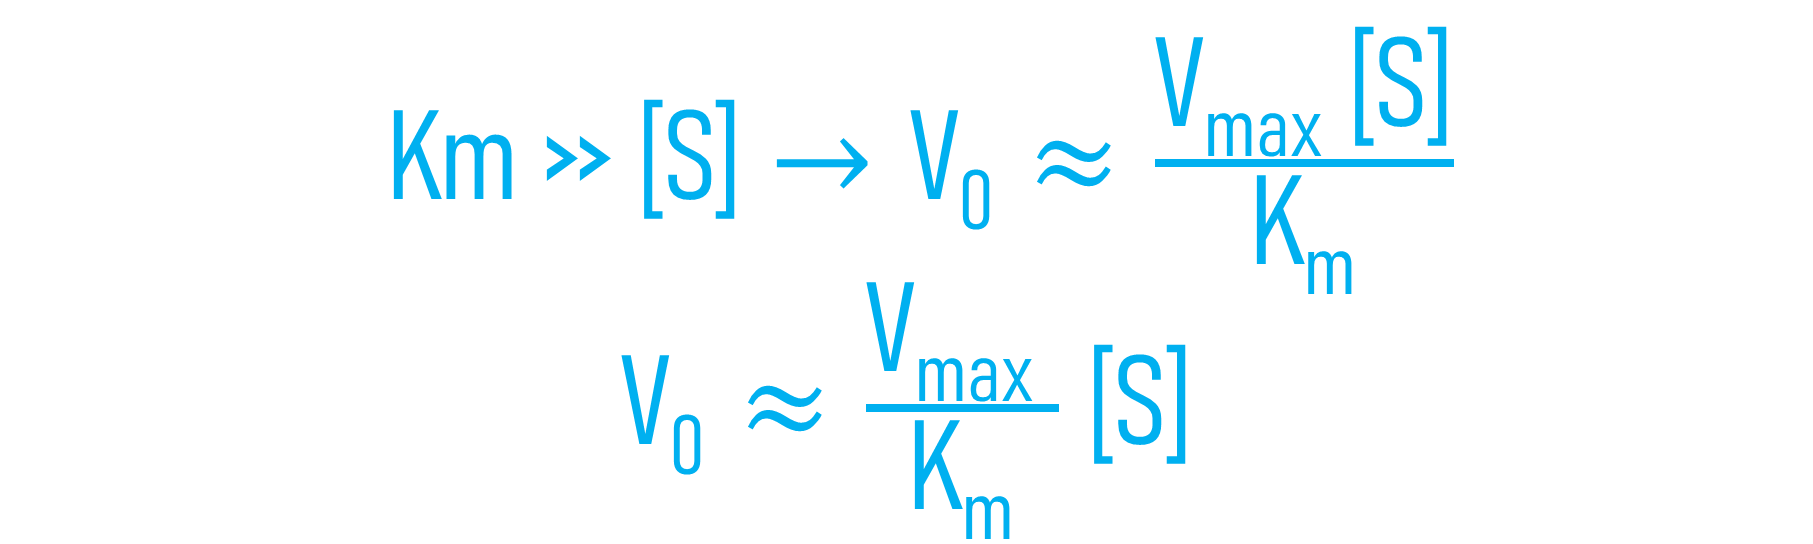 Km >> [S] → V₀ ≈ Vmax [S] / Km
V₀ ≈ Vmax / Km [S]